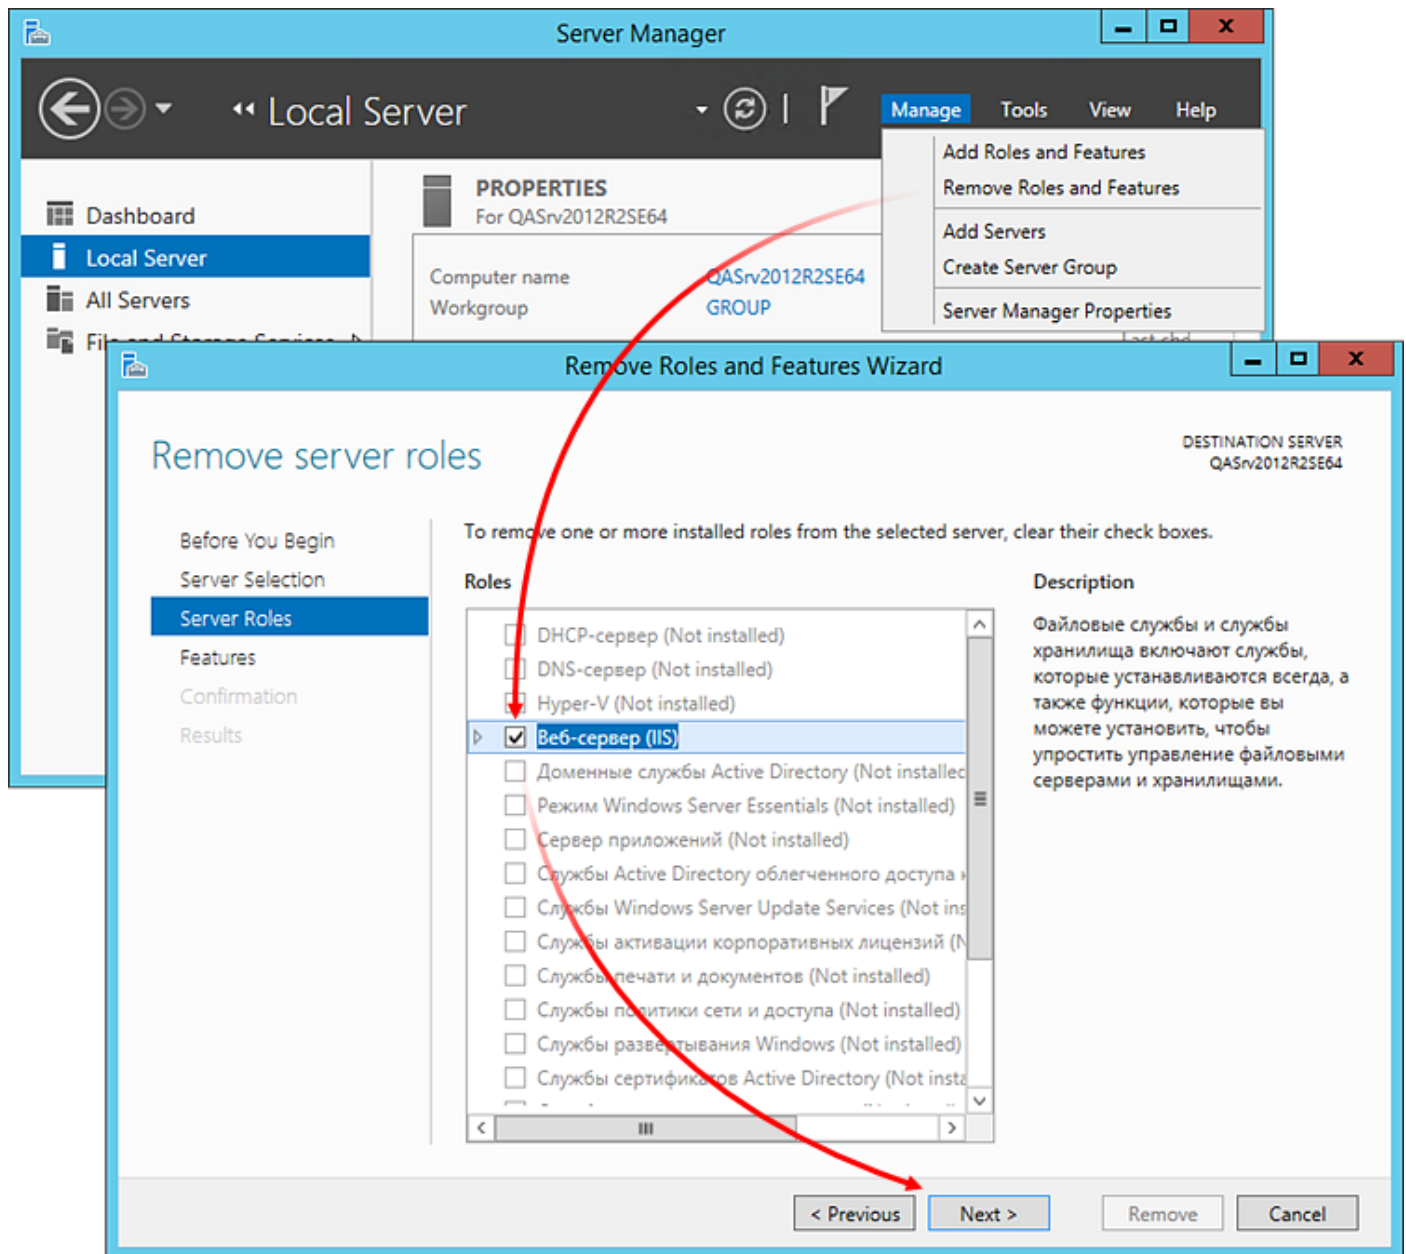 Server Manager
Local Server
Manage Tools View Help
Add Roles and Features
Remove Roles and Features
Add Servers
Create Server Group
Server Manager Properties
Dashboard
Local Server
All Servers
File and Storage Services
PROPERTIES
For QASrv2012R2SE64
Computer name QASrv2012R2SE64
Workgroup GROUP
Remove Roles and Features Wizard
Remove server roles
DESTINATION SERVER
QASrv2012R2SE64
Before You Begin
Server Selection
Server Roles
Features
Confirmation
Results
To remove one or more installed roles from the selected server, clear their check boxes.
Roles
DHCP-сервер (Not installed)
DNS-сервер (Not installed)
Hyper-V (Not installed)
Веб-сервер (IIS)
Доменные службы Active Directory (Not installed
Режим Windows Server Essentials (Not installed)
Сервер приложений (Not installed)
Службы Active Directory облегченного доступа
Службы Windows Server Update Services (Not ins
Службы активации корпоративных лицензий (N
Службы печати и документов (Not installed)
Службы политики сети и доступа (Not installed)
Службы развертывания Windows (Not installed)
Службы сертификатов Active Directory (Not insta
Description
Файловые службы и службы
хранилища включают службы,
которые устанавливаются всегда, а
также функции, которые вы
можете установить, чтобы
упростить управление файловыми
серверами и хранилищами.
< Previous Next > Remove Cancel